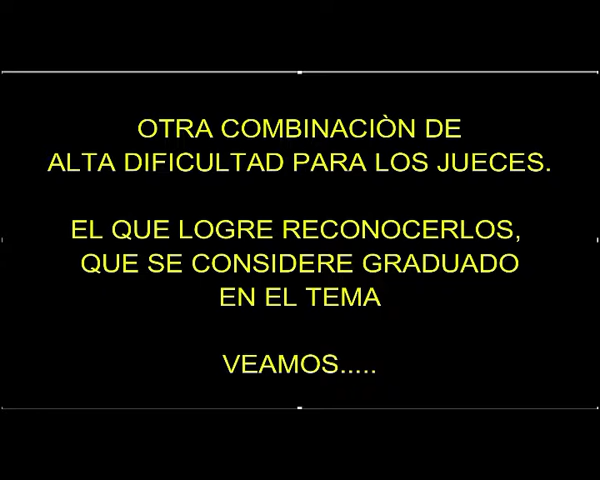 OTRA COMBINACIÒN DE
ALTA DIFICULTAD PARA LOS JUECES.
EL QUE LOGRE RECONOCERLOS,
QUE SE CONSIDERE GRADUADO
EN EL TEMA
VEAMOS.....